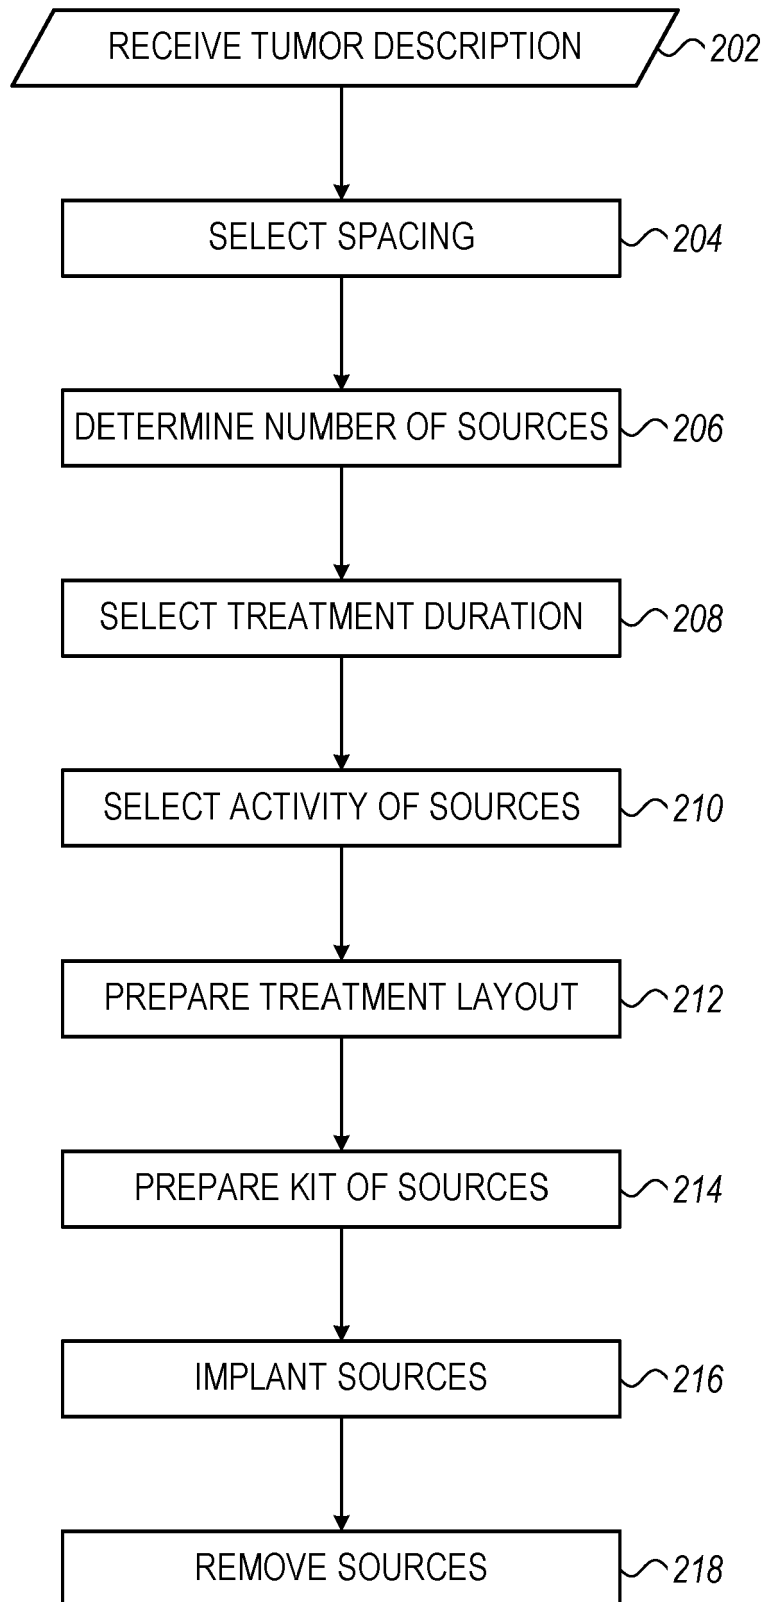 RECEIVE TUMOR DESCRIPTION 202
SELECT SPACING 204
DETERMINE NUMBER OF SOURCES 206
SELECT TREATMENT DURATION 208
SELECT ACTIVITY OF SOURCES 210
PREPARE TREATMENT LAYOUT 212
PREPARE KIT OF SOURCES 214
IMPLANT SOURCES 216
REMOVE SOURCES 218